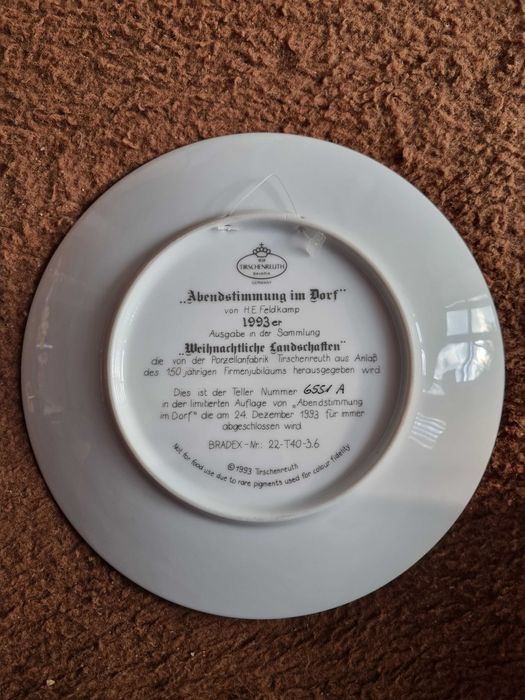 TIRSCHENREUTH
BAVARIA
GERMANY
„Abendstimmung im Dorf“
von H.E. Feldkamp
1993er
Ausgabe in der Sammlung
„Weihnachtliche Landschaften“
die von der Porzellanfabrik Tirschenreuth aus Anlaß
des 150 jährigen Firmenjubiläums herausgegeben wird
Dies ist der Teller Nummer 6551 A
in der limitierten Auflage von „Abendstimmung
im Dorf“ die am 24. Dezember 1993 für immer
abgeschlossen wird.
BRADEX-Nr.: 22-T40-3.6
©1993 Tirschenreuth
Not for food use due to rare pigments used for colour fidelity